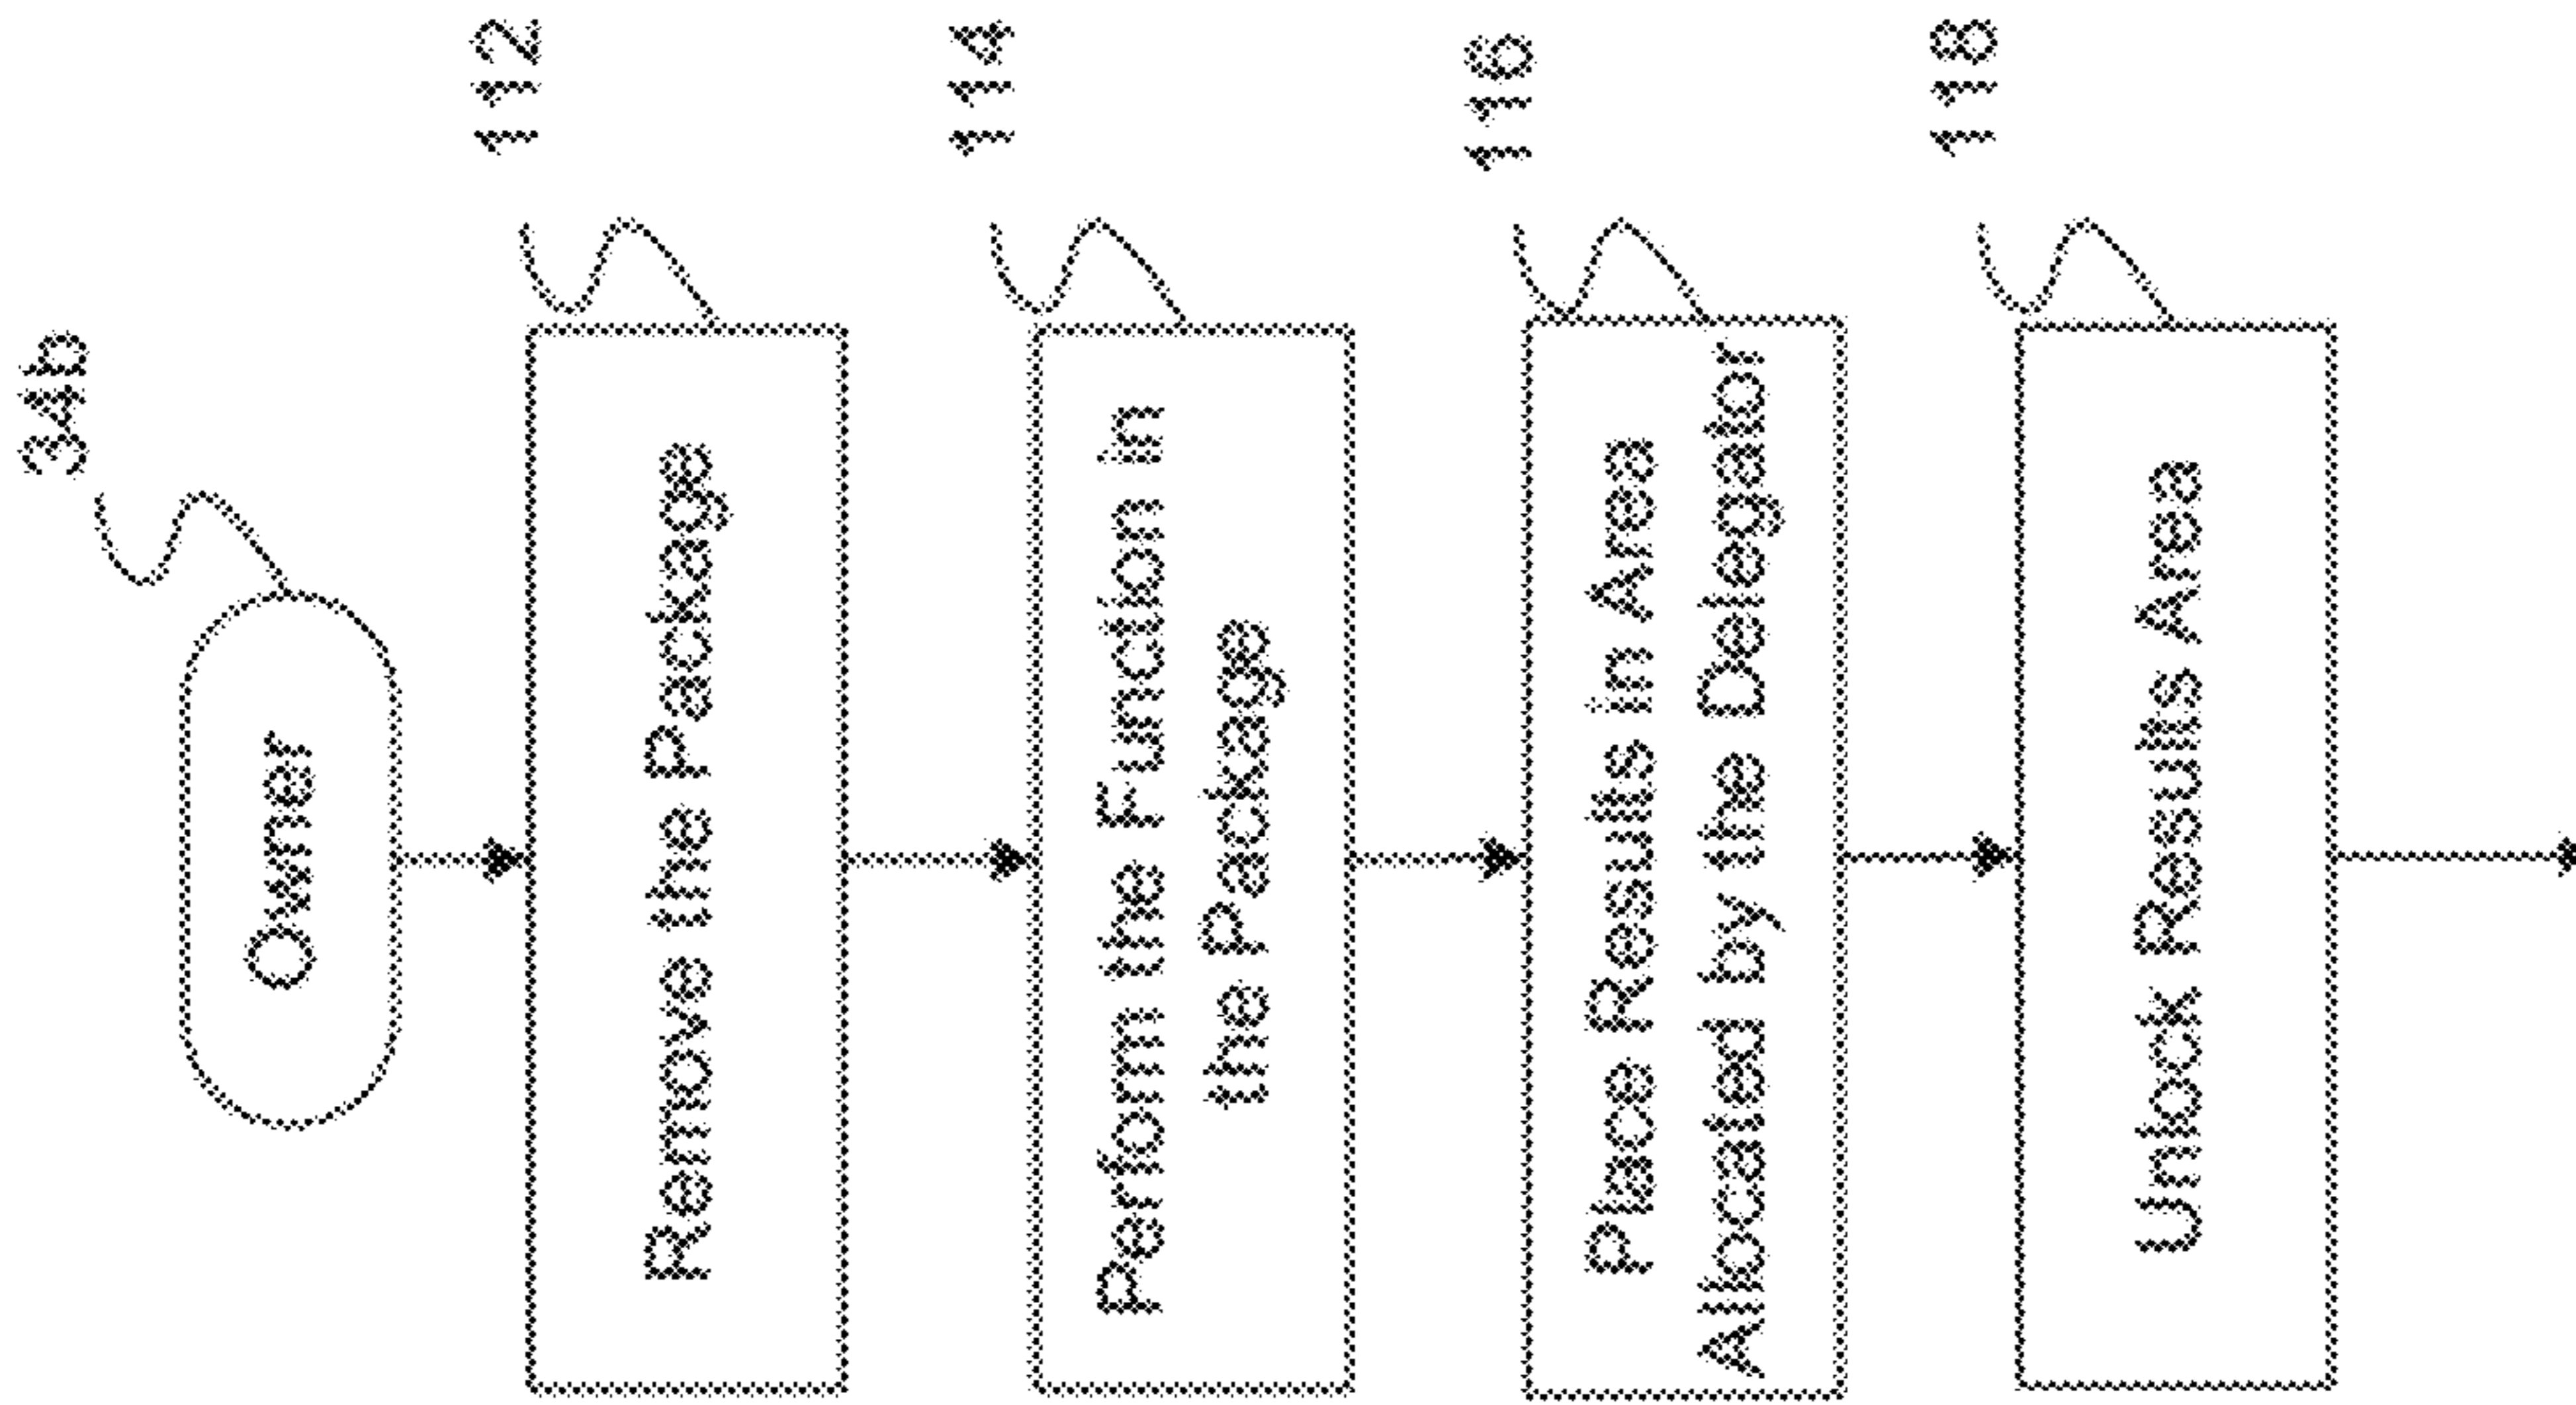 34b
Owner
112
Remove the Package
114
Perform the Function in
the Package
116
Place Results in Area
Allocated by the Delegator
118
Unlock Results Area